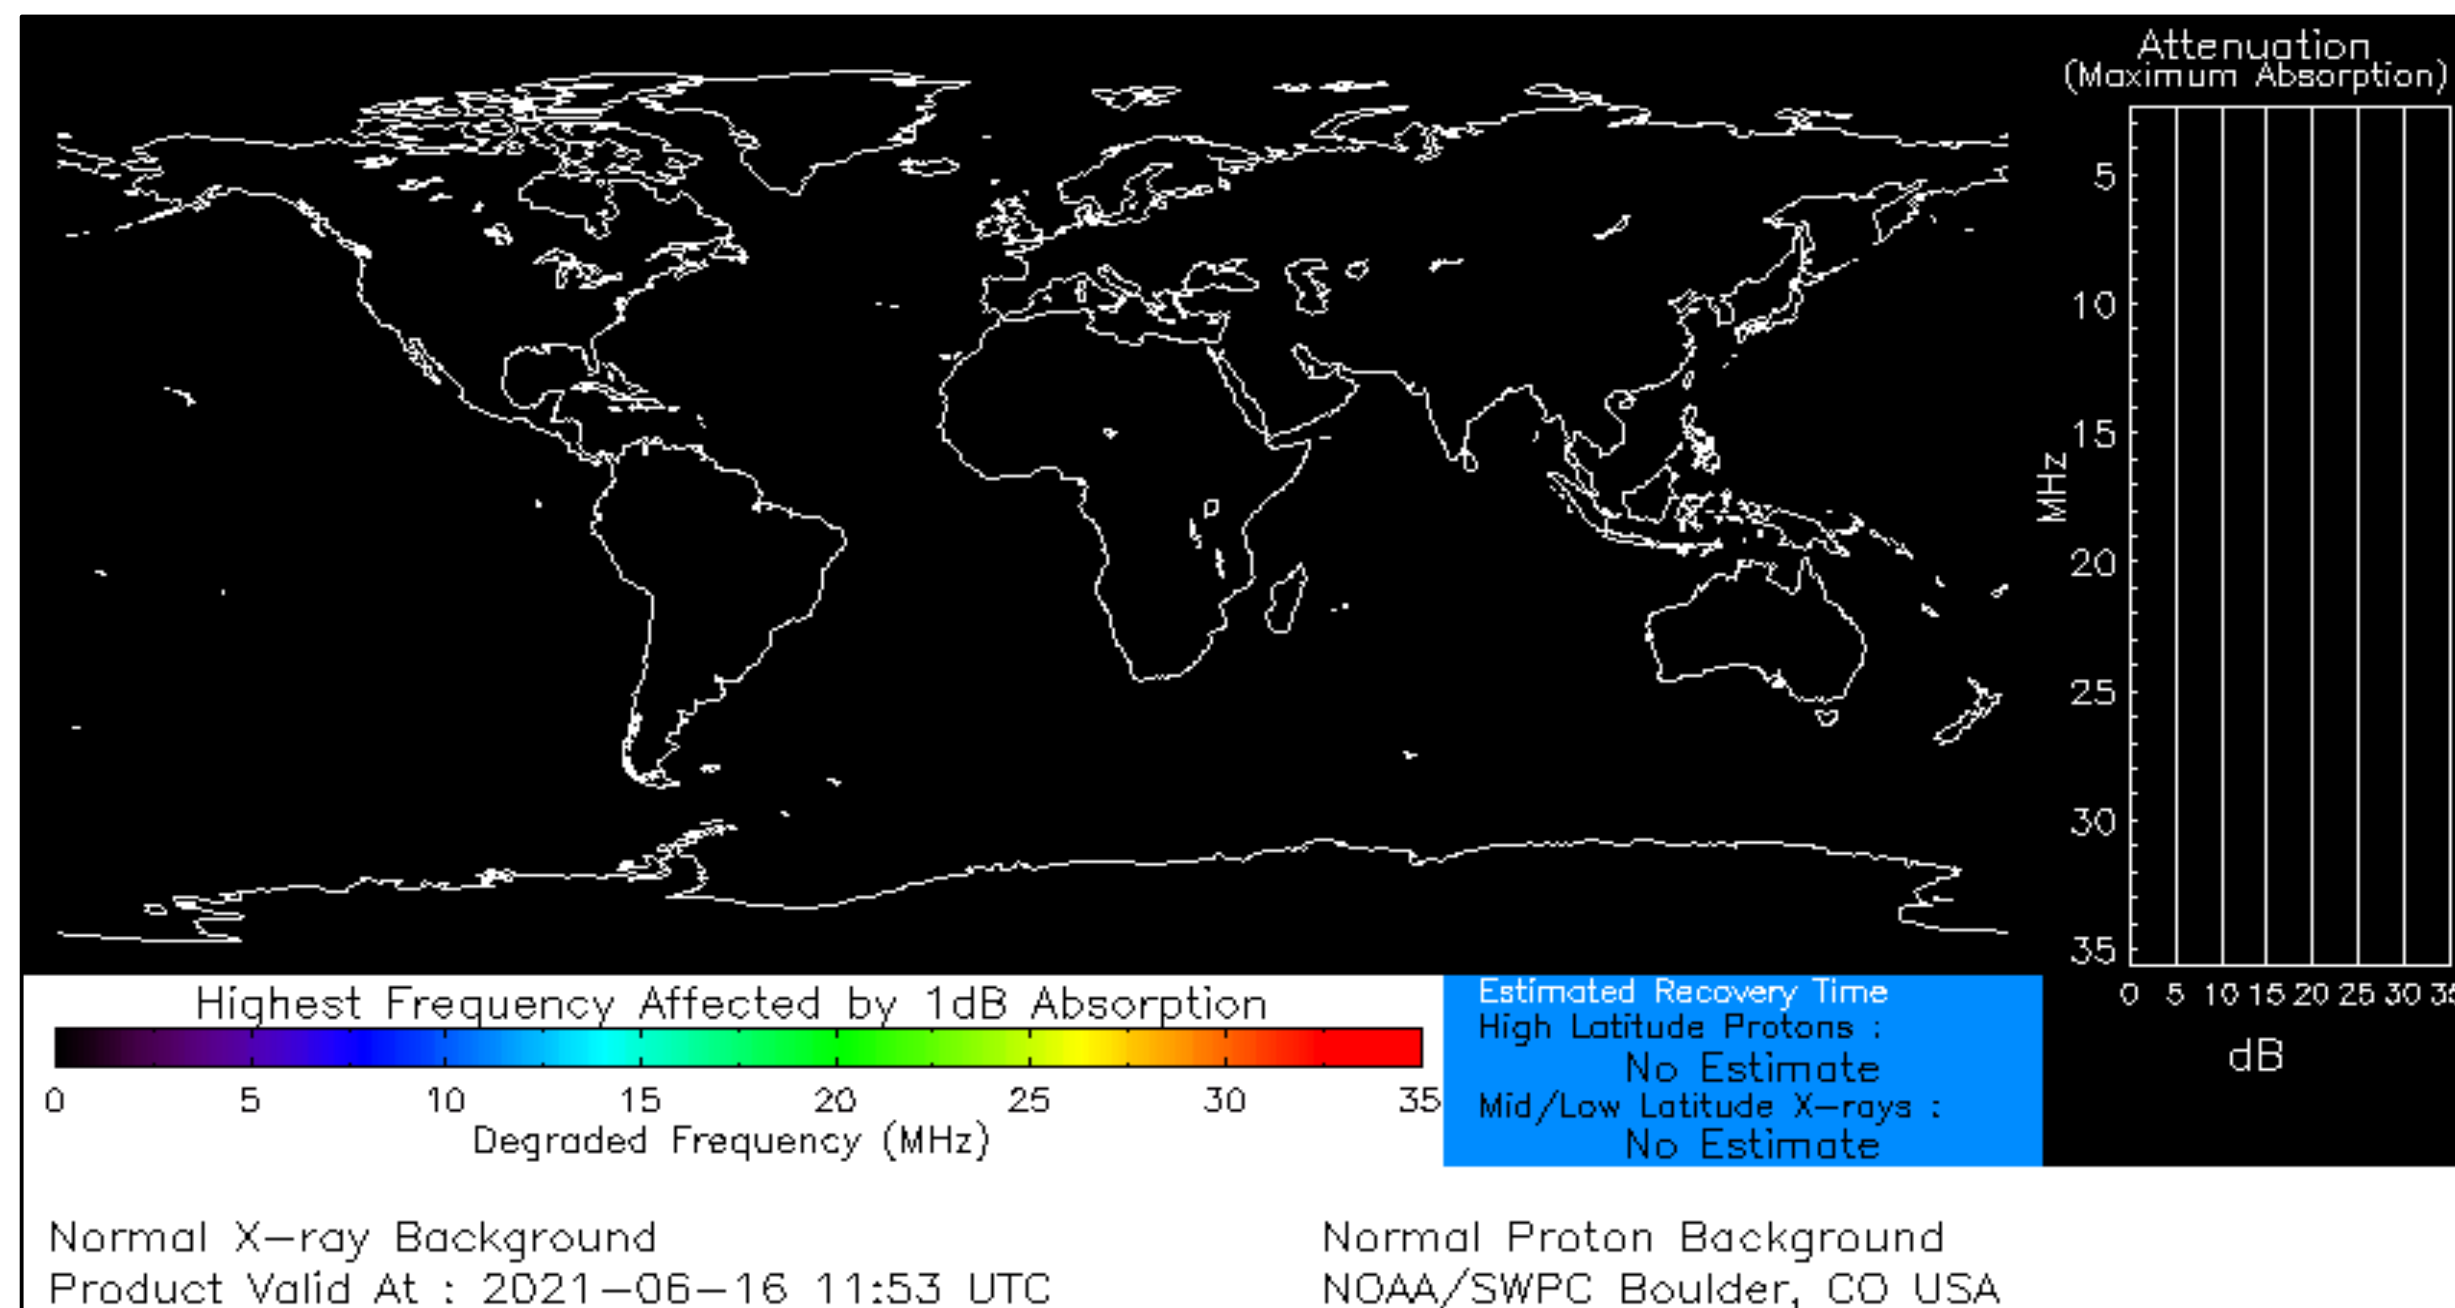 Attenuation
(Maximum Absorption)
5
10
15
20
25
30
35
MHz
0 5 10 15 20 25 30
dB
Highest Frequency Affected by 1dB Absorption
0 5 10 15 20 25 30 35
Degraded Frequency (MHz)
Estimated Recovery Time
High Latitude Protons :
No Estimate
Mid/Low Latitude X-rays :
No Estimate
Normal X-ray Background
Normal Proton Background
Product Valid At : 2021-06-16 11:53 UTC
NOAA/SWPC Boulder, CO USA